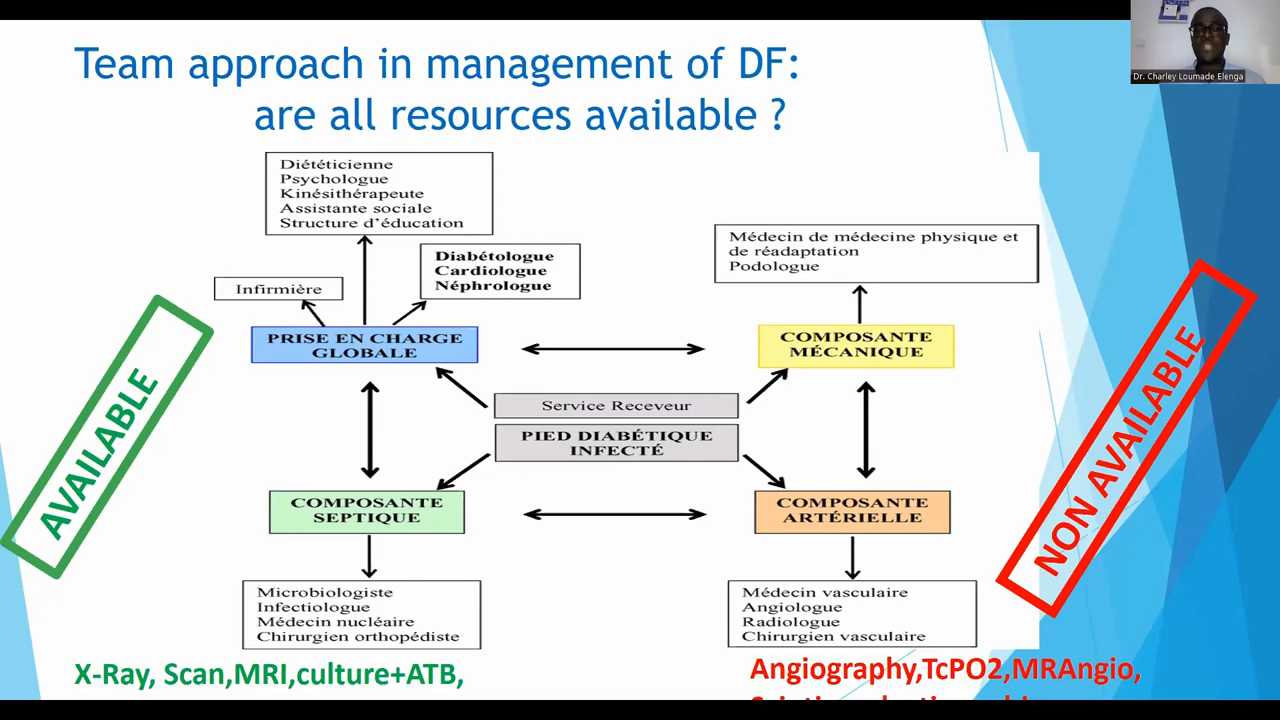 Team approach in management of DF:
are all resources available ?
Dr. Charley Loumade Elenga
Diététicienne
Psychologue
Kinésithérapeute
Assistante sociale
Structure d'éducation
Infirmière
Diabétologue
Cardiologue
Néphrologue
Médecin de médecine physique et
de réadaptation
Podologue
PRISE EN CHARGE
GLOBALE
COMPOSANTE
MÉCANIQUE
Service Receveur
PIED DIABÉTIQUE
INFECTÉ
COMPOSANTE
SEPTIQUE
COMPOSANTE
ARTÉRIELLE
Microbiologiste
Infectiologue
Médecin nucléaire
Chirurgien orthopédiste
Médecin vasculaire
Angiologue
Radiologue
Chirurgien vasculaire
AVAILABLE
NON AVAILABLE
X-Ray, Scan,MRI,culture+ATB,
Angiography,TcPO2,MRAngio,